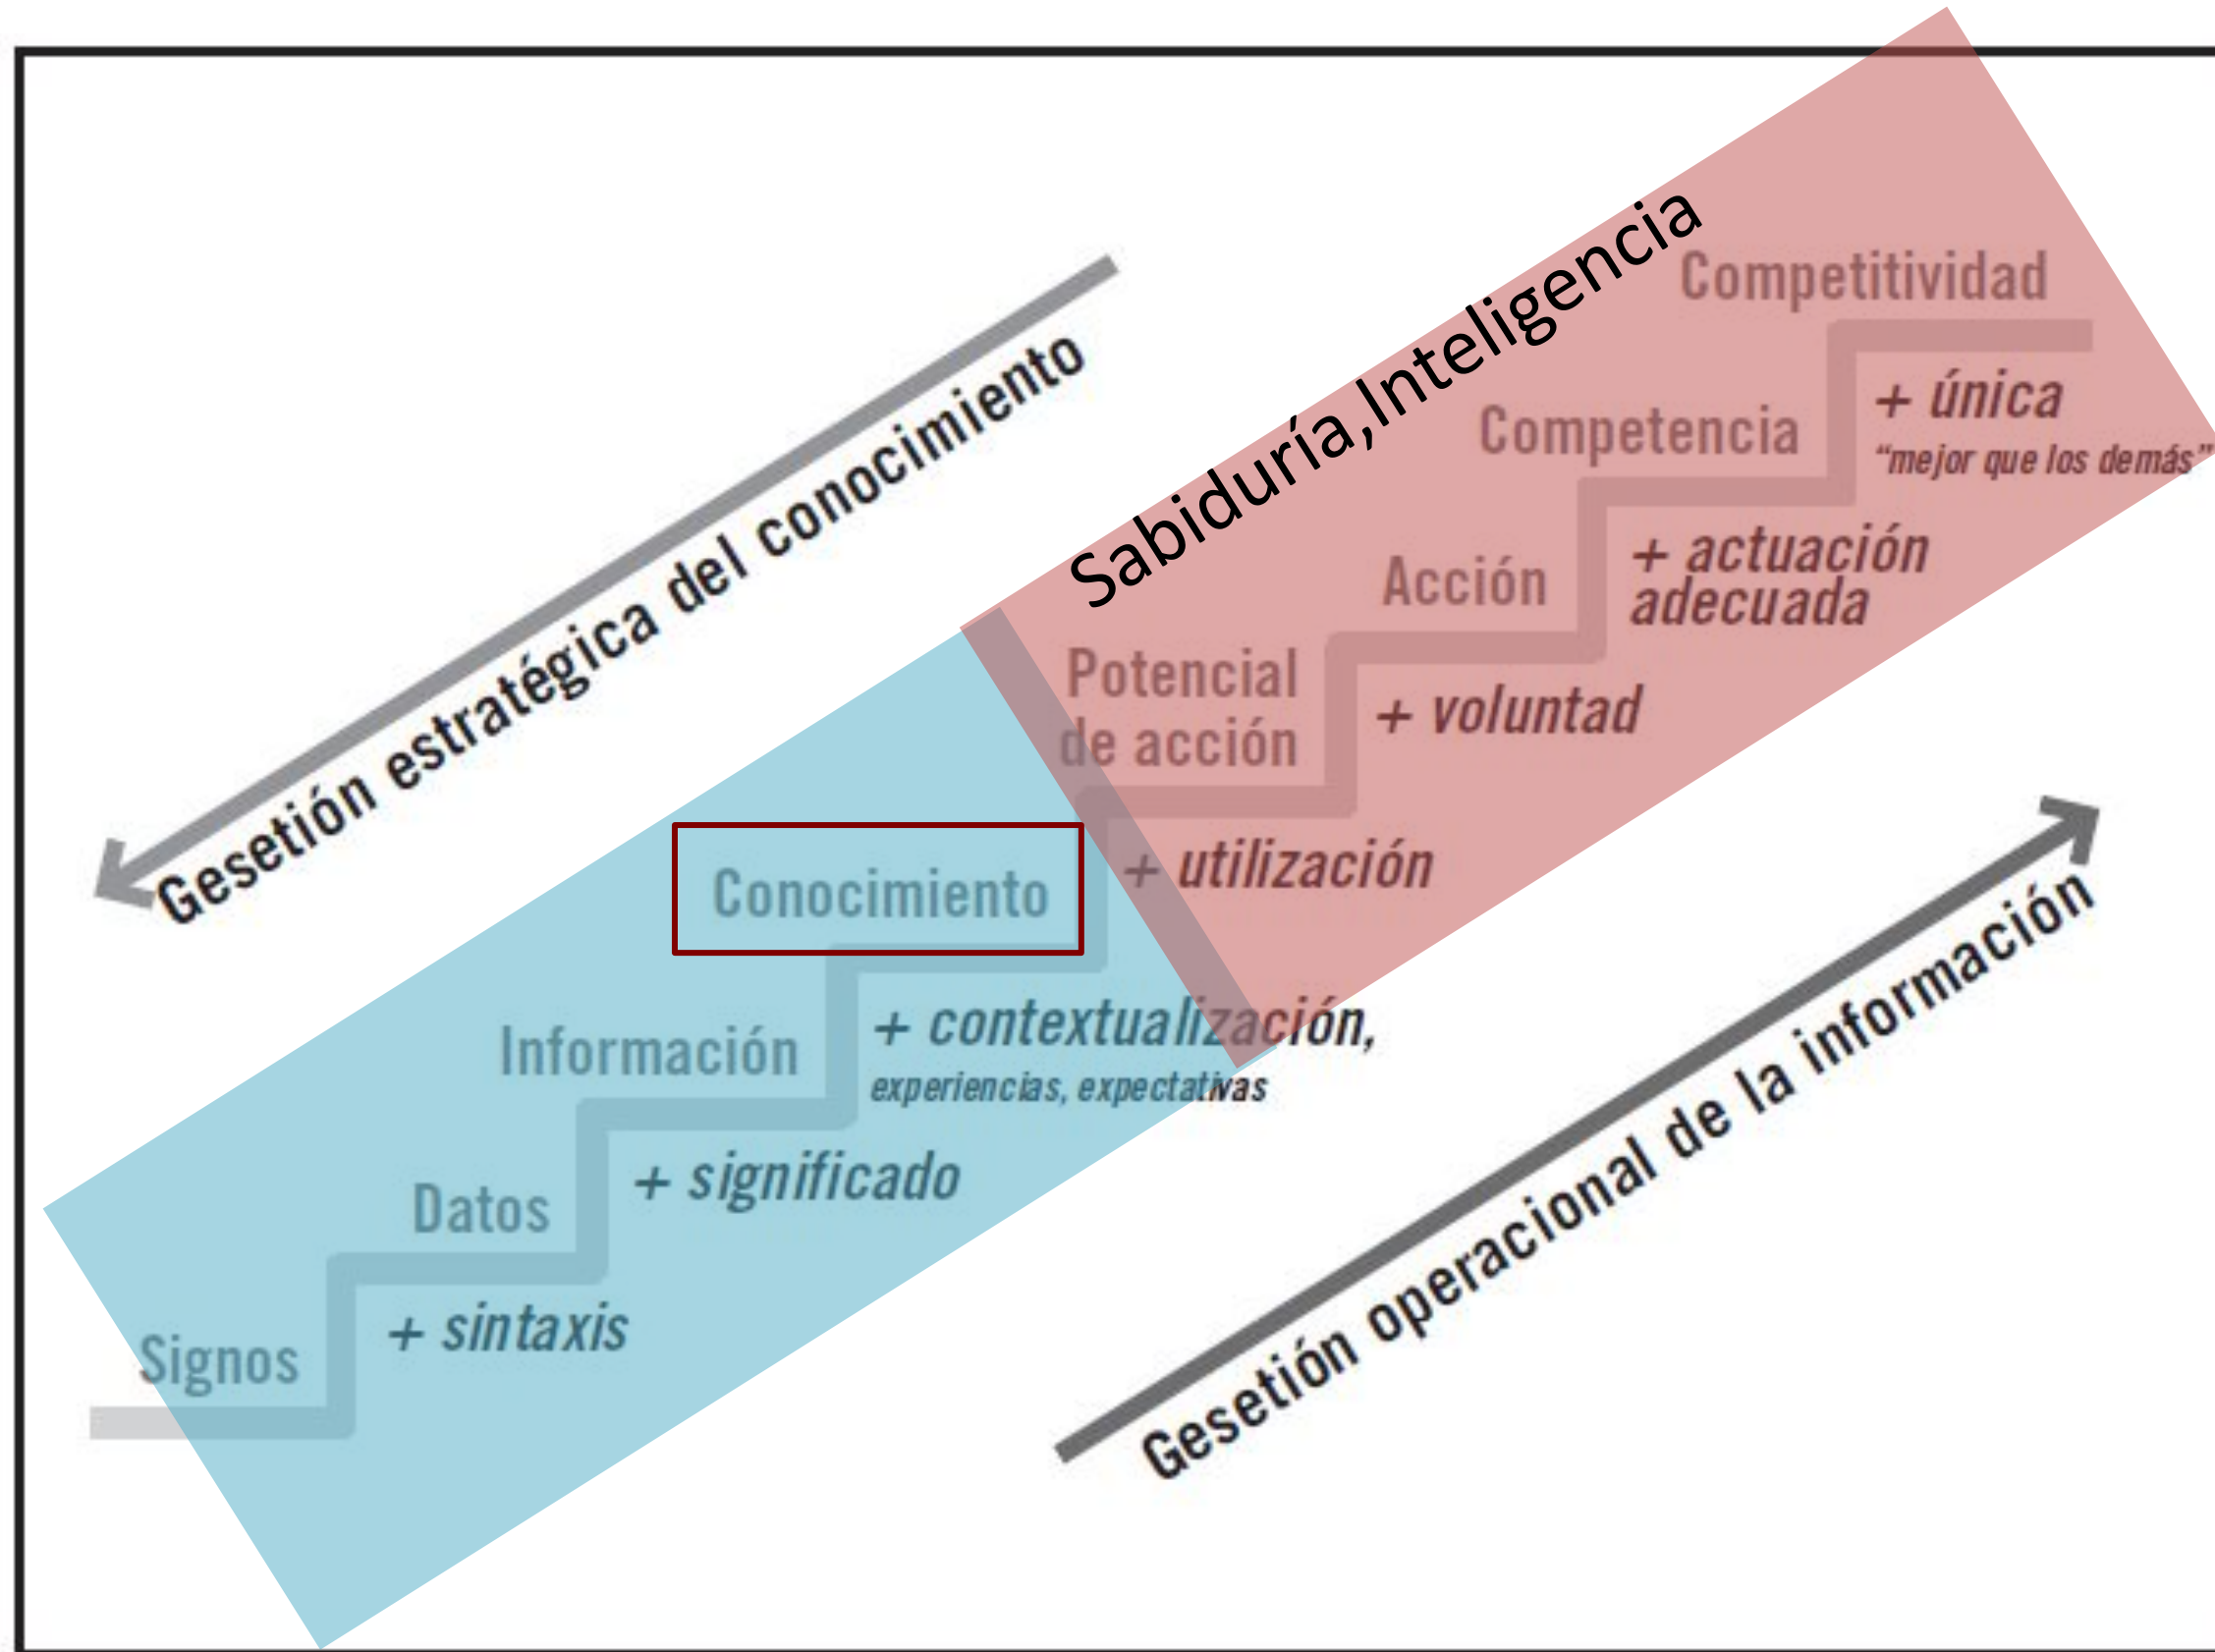 Gesetión estratégica del conocimiento
Sabiduría,Inteligencia
Competitividad
+ única
“mejor que los demás”
Competencia
+ actuación
adecuada
Acción
+ voluntad
Potencial
de acción
+ utilización
Conocimiento
+ contextualización,
experiencias, expectativas
Información
+ significado
Datos
+ sintaxis
Signos
Gesetión operacional de la información